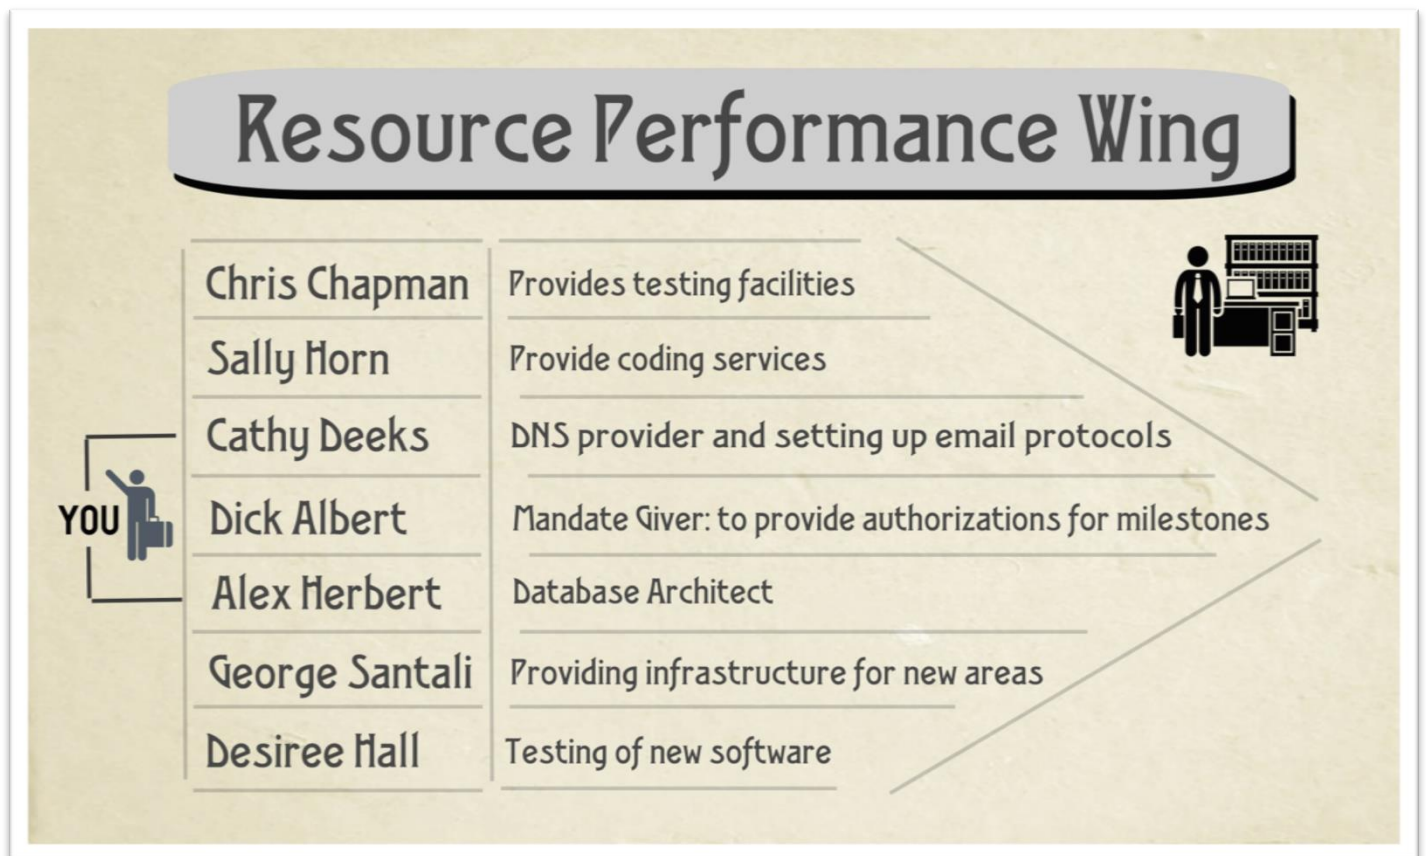 Resource Performance Wing
Chris Chapman Provides testing facilities
Sally Horn Provide coding services
Cathy Deeks DNS provider and setting up email protocols
YOU Dick Albert Mandate Giver: to provide authorizations for milestones
Alex Herbert Database Architect
George Santali Providing infrastructure for new areas
Desiree Hall Testing of new software